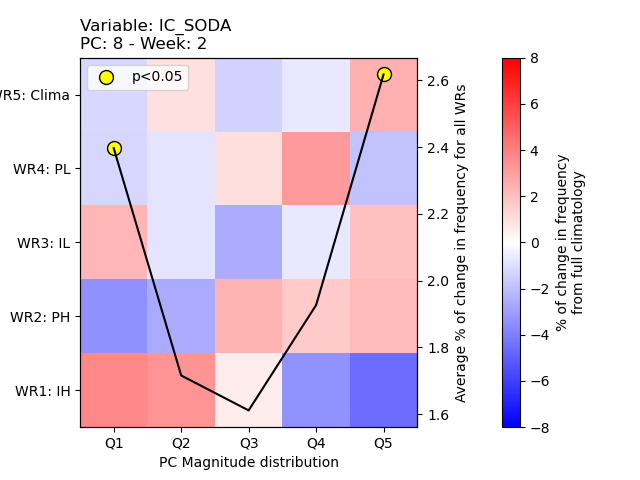 Variable: IC_SODA
PC: 8 - Week: 2
p<0.05
WR5: Clima
WR4: PL
WR3: IL
WR2: PH
WR1: IH
Q1 Q2 Q3 Q4 Q5
PC Magnitude distribution
2.6
2.4
2.2
2.0
1.8
1.6
Average % of change in frequency for all WRs
8
6
4
2
0
−2
−4
−6
−8
% of change in frequency
from full climatology